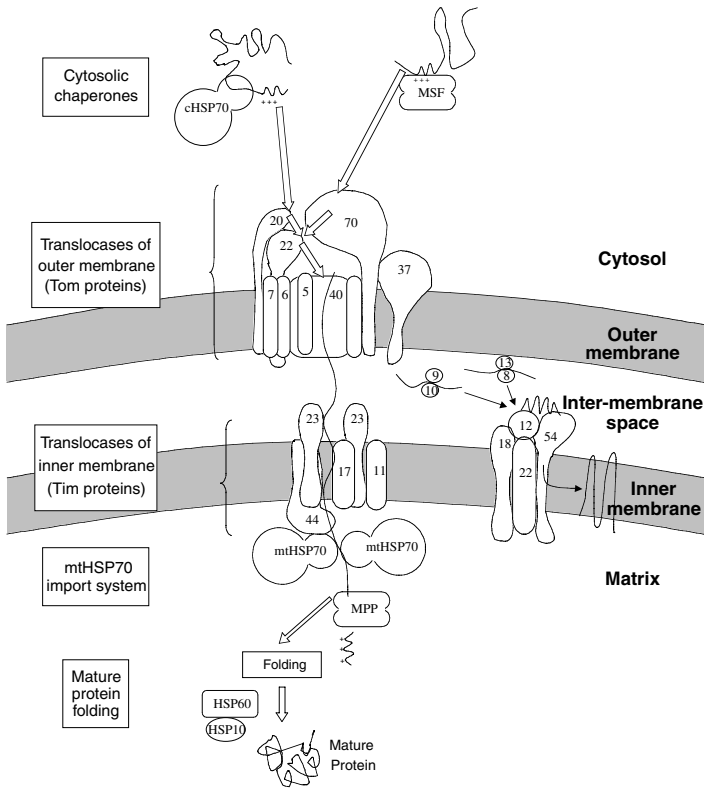 Cytosolic
chaperones
cHSP70
+++
+++
MSF
Translocases of
outer membrane
(Tom proteins)
20
22
70
37
7
6
5
40
Cytosol
Outer
membrane
9
10
13
8
Inter-membrane
space
Translocases of
inner membrane
(Tim proteins)
23
23
17
11
44
12
18
54
22
Inner
membrane
mtHSP70
import system
mtHSP70
mtHSP70
Matrix
MPP
+
+
+
Mature
protein
folding
Folding
HSP60
HSP10
Mature
Protein